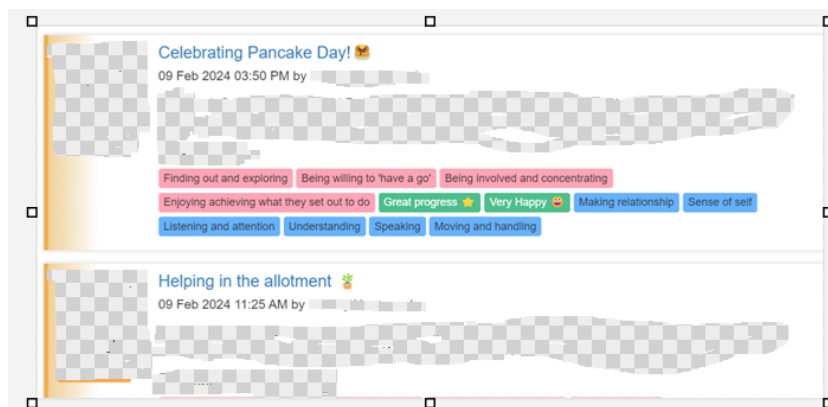 Celebrating Pancake Day! 🥞
09 Feb 2024 03:50 PM by
Finding out and exploring Being willing to 'have a go' Being involved and concentrating
Enjoying achieving what they set out to do Great progress ⭐ Very Happy 😀 Making relationship Sense of self
Listening and attention Understanding Speaking Moving and handling
Helping in the allotment 🪴
09 Feb 2024 11:25 AM by